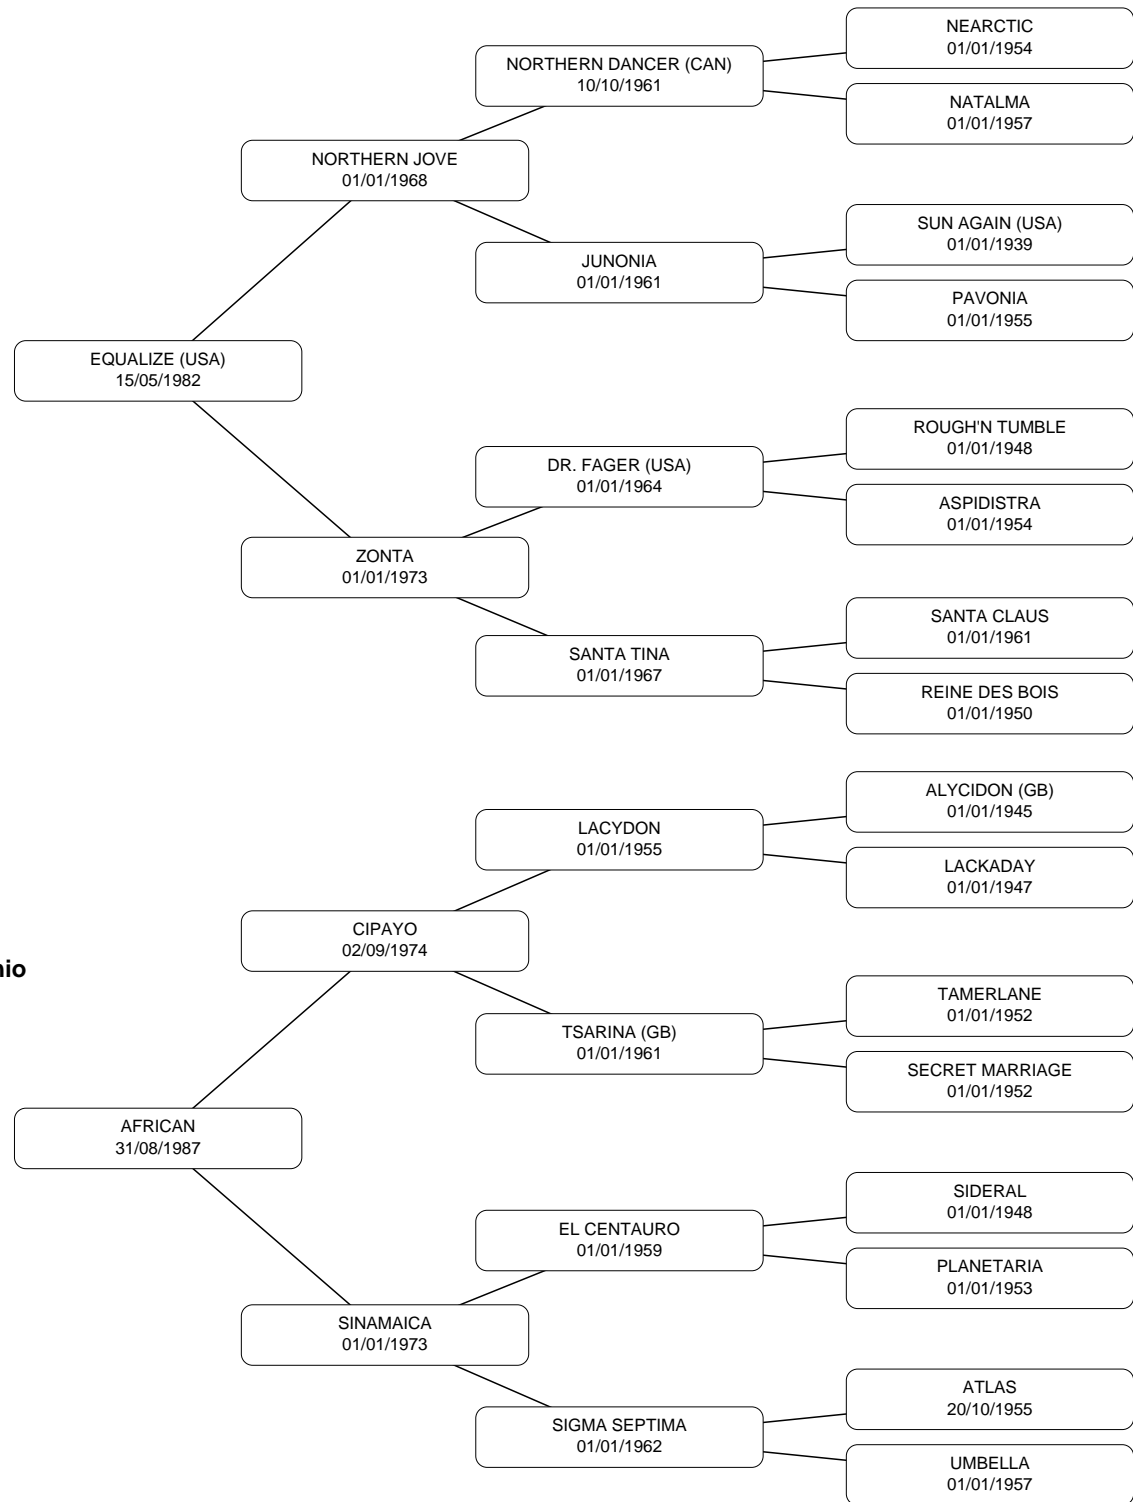 NEARCTIC
01/01/1954
NORTHERN DANCER (CAN)
10/10/1961
NATALMA
01/01/1957
NORTHERN JOVE
01/01/1968
SUN AGAIN (USA)
01/01/1939
JUNONIA
01/01/1961
PAVONIA
01/01/1955
EQUALIZE (USA)
15/05/1982
ROUGH'N TUMBLE
01/01/1948
DR. FAGER (USA)
01/01/1964
ASPIDISTRA
01/01/1954
ZONTA
01/01/1973
SANTA CLAUS
01/01/1961
SANTA TINA
01/01/1967
REINE DES BOIS
01/01/1950
ALYCIDON (GB)
01/01/1945
LACYDON
01/01/1955
LACKADAY
01/01/1947
CIPAYO
02/09/1974
nio
TAMERLANE
01/01/1952
TSARINA (GB)
01/01/1961
SECRET MARRIAGE
01/01/1952
AFRICAN
31/08/1987
SIDERAL
01/01/1948
EL CENTAURO
01/01/1959
PLANETARIA
01/01/1953
SINAMAICA
01/01/1973
ATLAS
20/10/1955
SIGMA SEPTIMA
01/01/1962
UMBELLA
01/01/1957